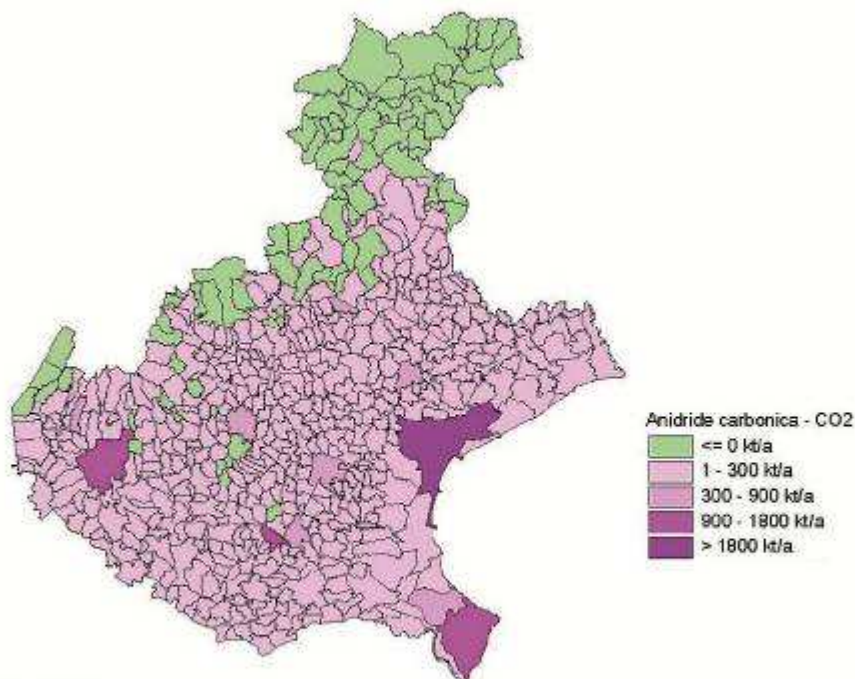 Anidride carbonica - CO2
<= 0 kt/a
1 - 300 kt/a
300 - 900 kt/a
900 - 1800 kt/a
> 1800 kt/a